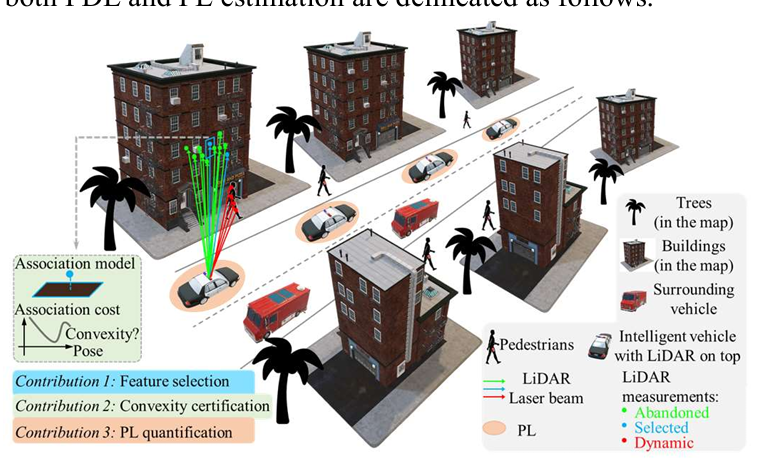 both PDE and PL estimation are delineated as follows.
Association model
Association cost
Convexity?
Pose
Contribution 1: Feature selection
Contribution 2: Convexity certification
Contribution 3: PL quantification
Trees
(in the map)
Buildings
(in the map)
Surrounding
vehicle
Pedestrians
LiDAR
Laser beam
PL
Intelligent vehicle
with LiDAR on top
LiDAR
measurements:
• Abandoned
• Selected
• Dynamic